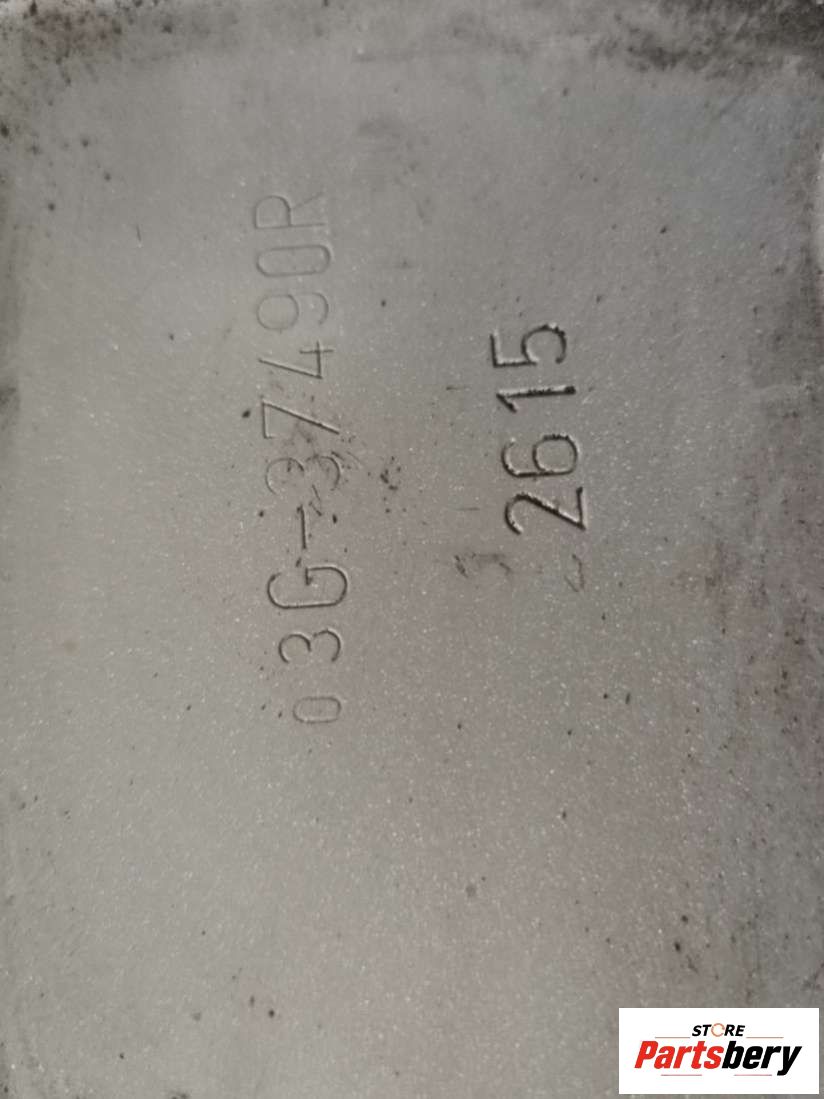 03G-37490R
2615
STORE
Partsbery